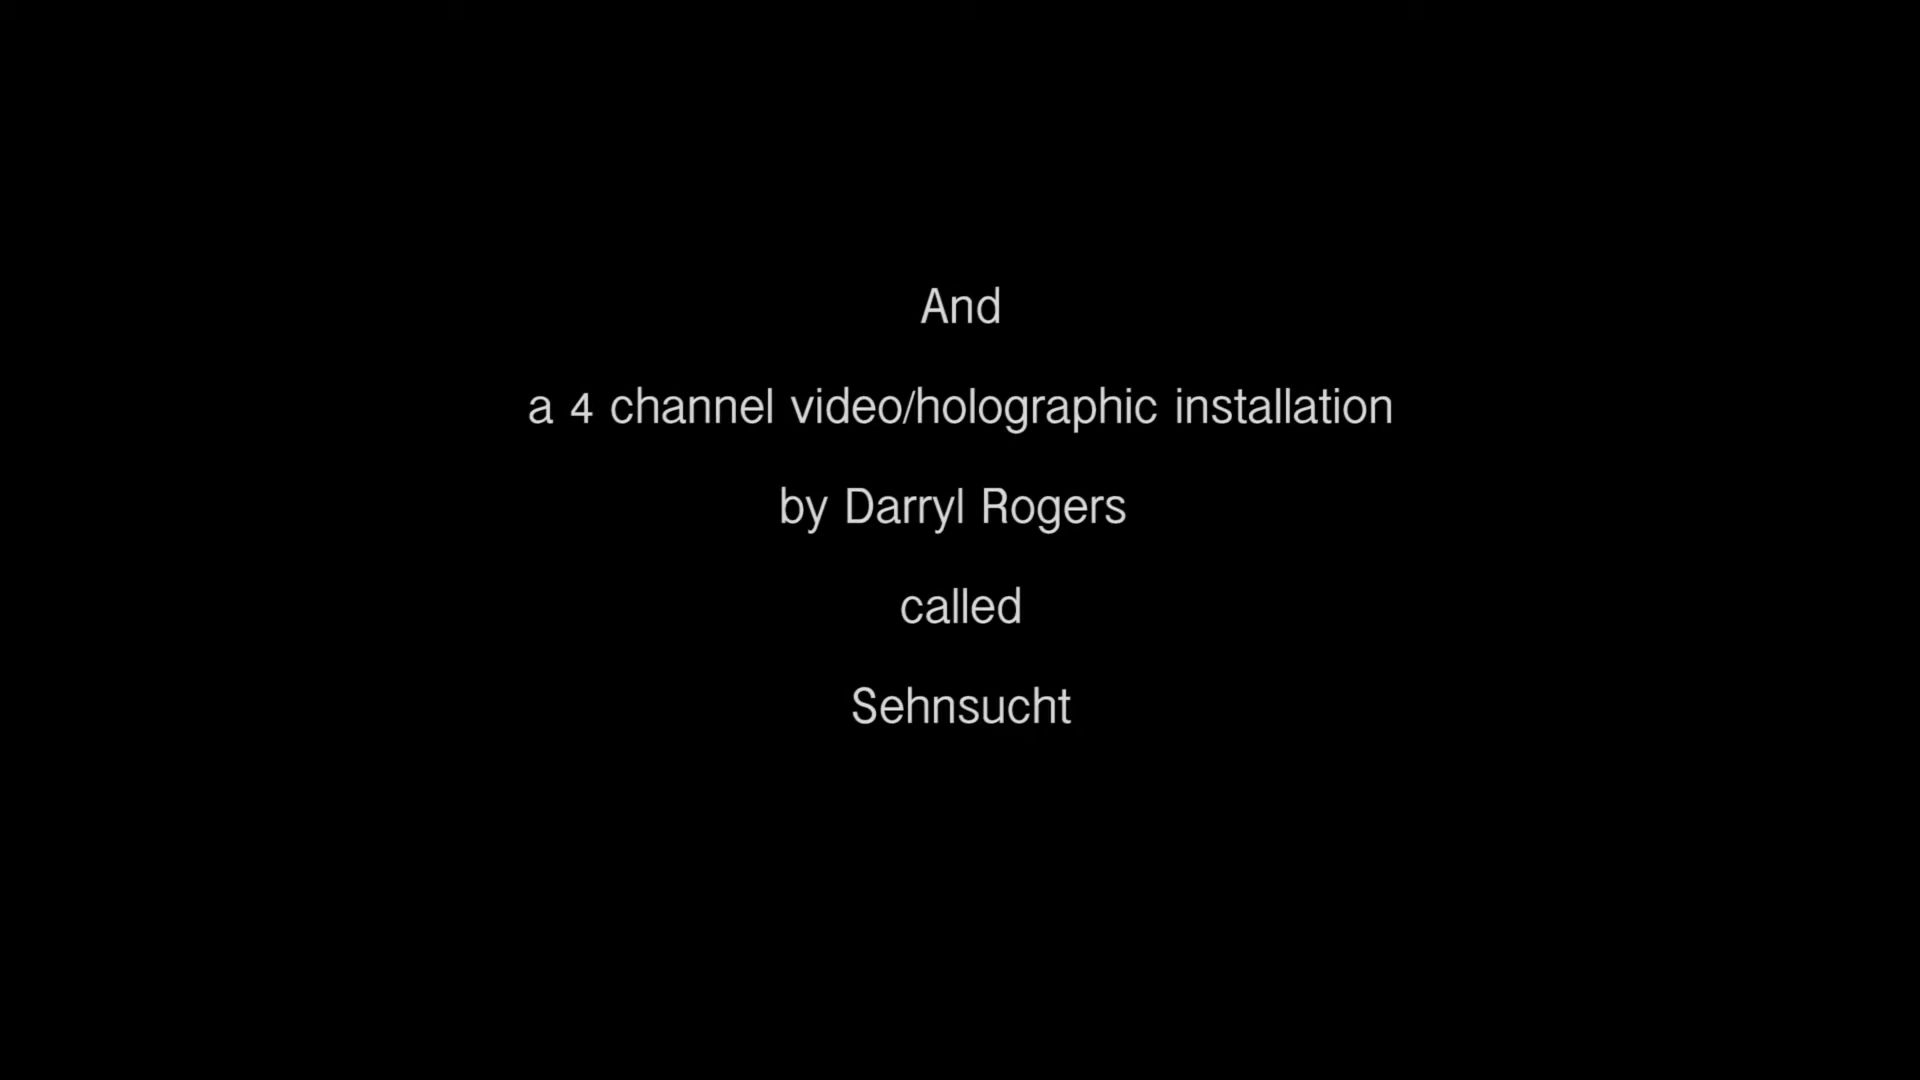 And
a 4 channel video/holographic installation
by Darryl Rogers
called
Sehnsucht